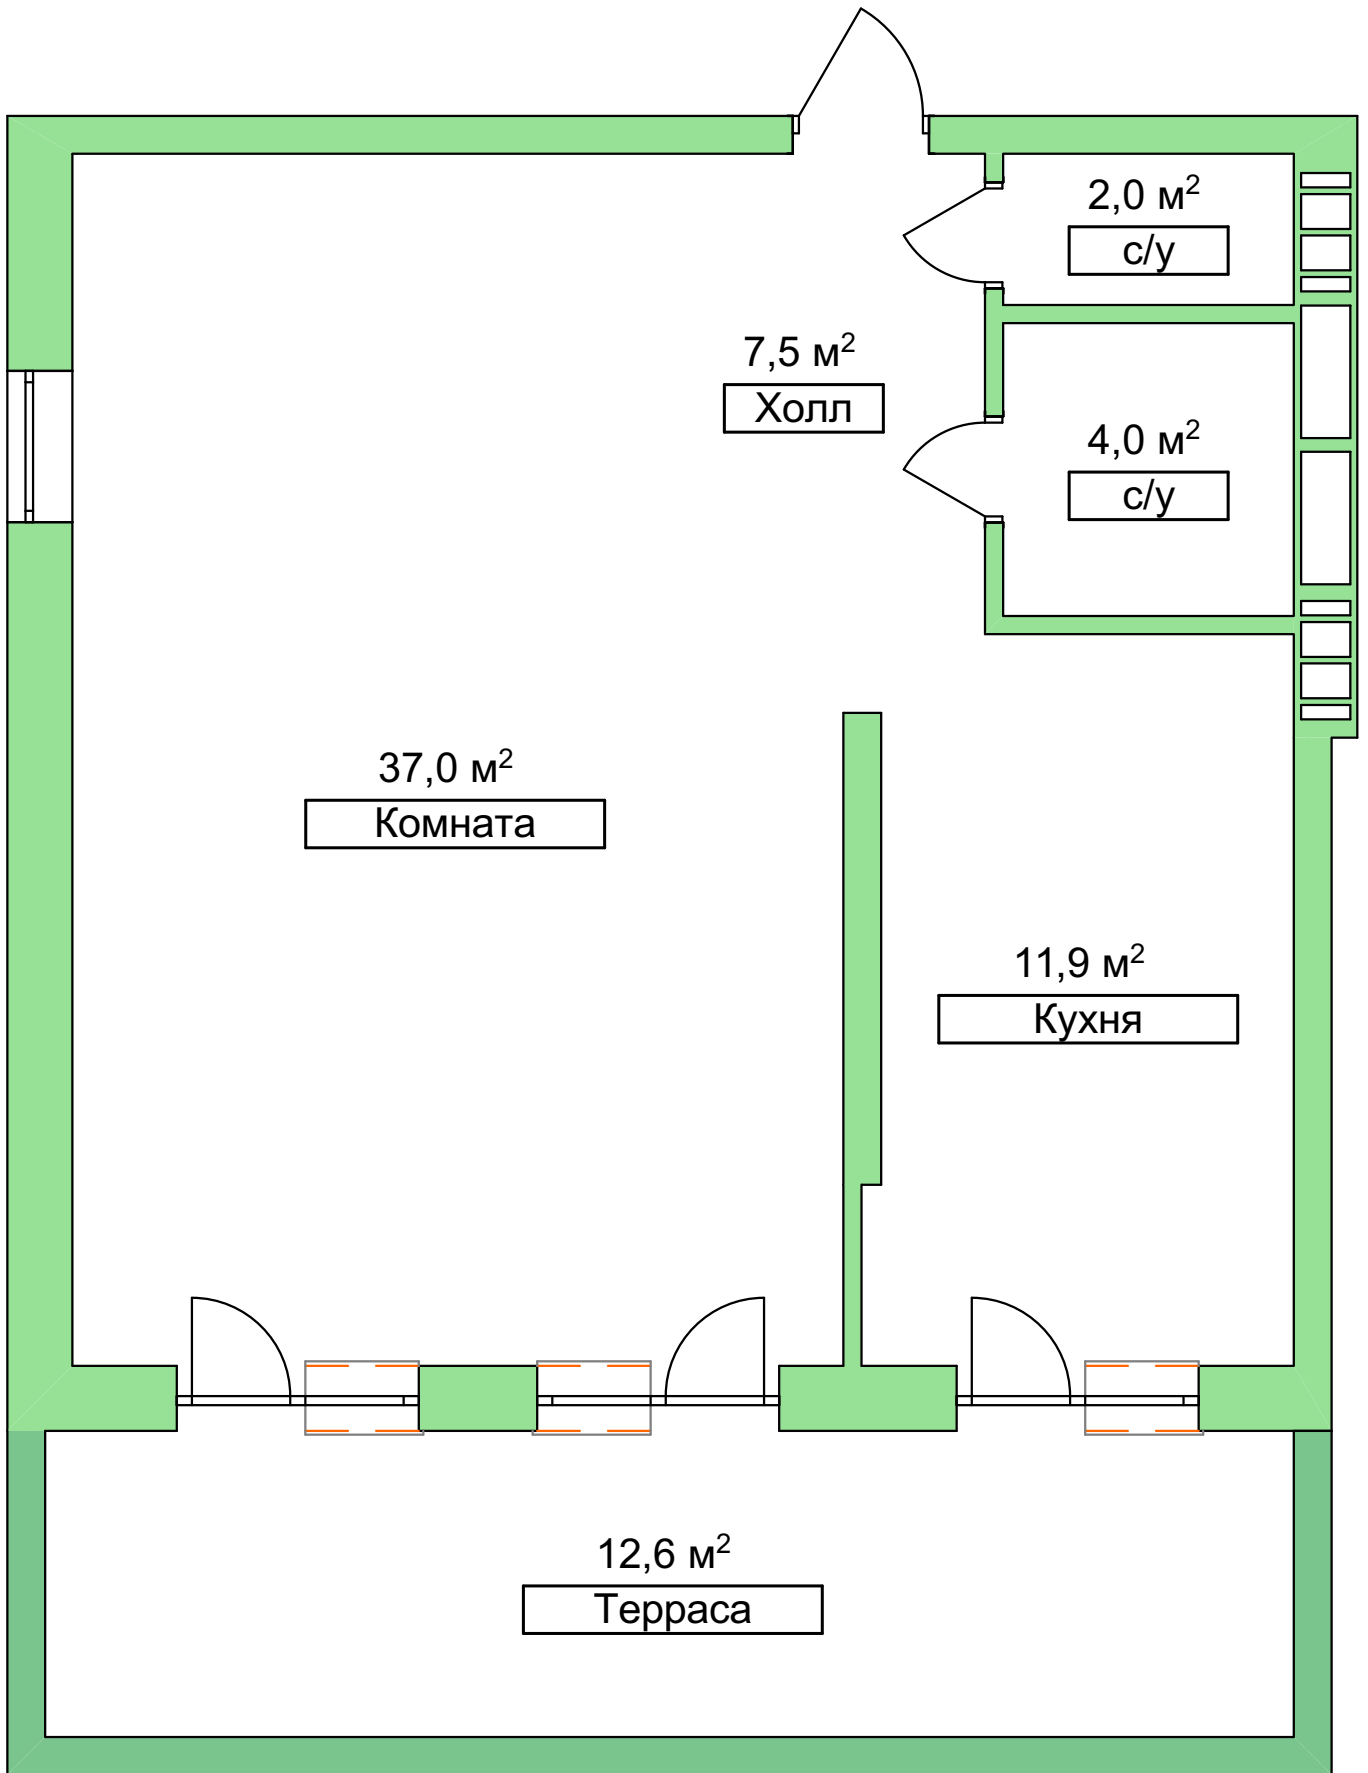 2,0 м²
с/у
7,5 м²
Холл
4,0 м²
с/у
37,0 м²
Комната
11,9 м²
Кухня
12,6 м²
Терраса